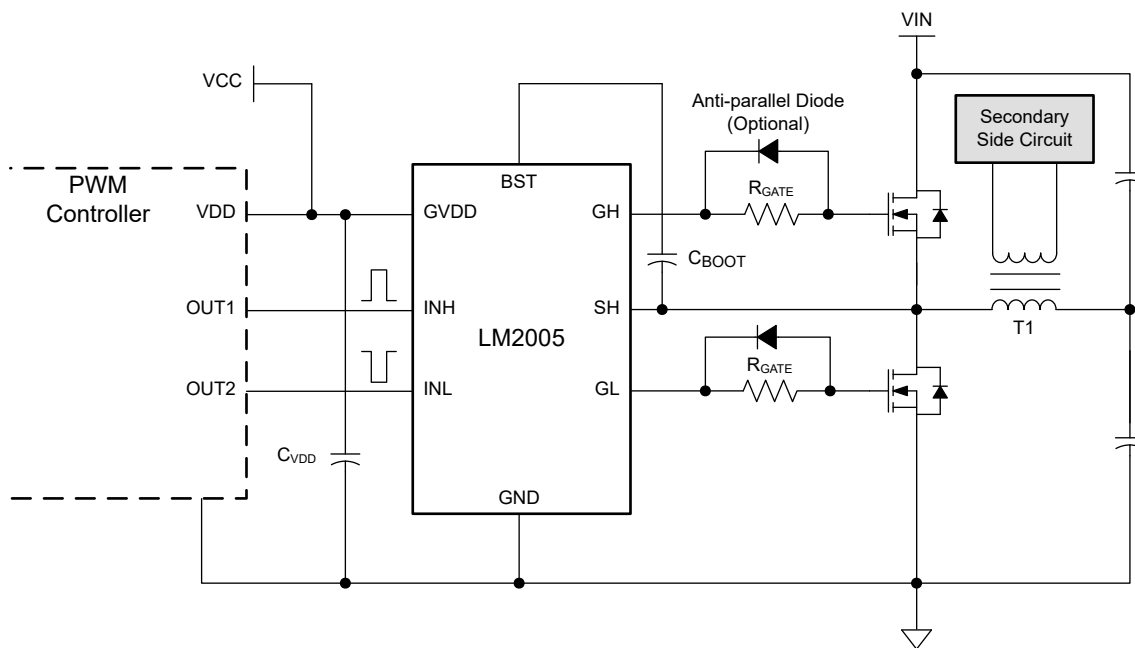 VIN
VCC
Anti-parallel Diode
(Optional)
Secondary
Side Circuit
PWM
Controller
VDD
BST
GVDD
GH
RGATE
CBOOT
OUT1
INH
SH
LM2005
T1
RGATE
OUT2
INL
GL
CVDD
GND